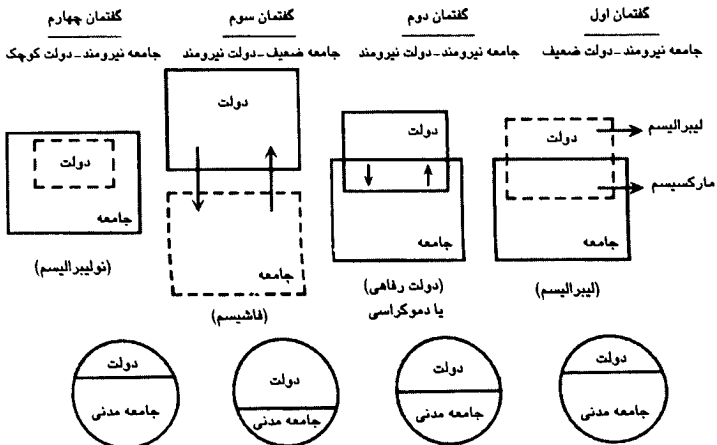 گفتمان اول
جامعه نیرومند - دولت ضعیف
دولت
لیبرالیسم
مارکسیسم
جامعه
(لیبرالیسم)
گفتمان دوم
جامعه نیرومند - دولت نیرومند
دولت
جامعه
(دولت رفاهی)
یا دموکراسی
گفتمان سوم
جامعه ضعیف - دولت نیرومند
دولت
جامعه
(فاشیسم)
گفتمان چهارم
جامعه نیرومند - دولت کوچک
دولت
جامعه
(نولیبرالیسم)
دولت
جامعه مدنی
دولت
جامعه مدنی
دولت
جامعه مدنی
دولت
جامعه مدنی